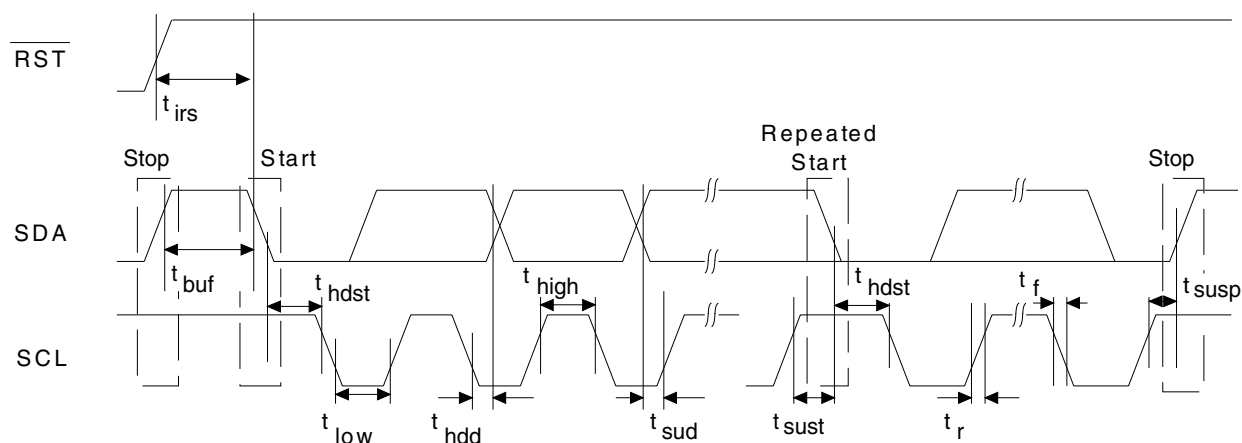 RST
t irs
Repeated
Stop Start Start Stop
SDA
t buf t hdst t high t hdst t f t susp
SCL
t low t hdd t sud t sust t r